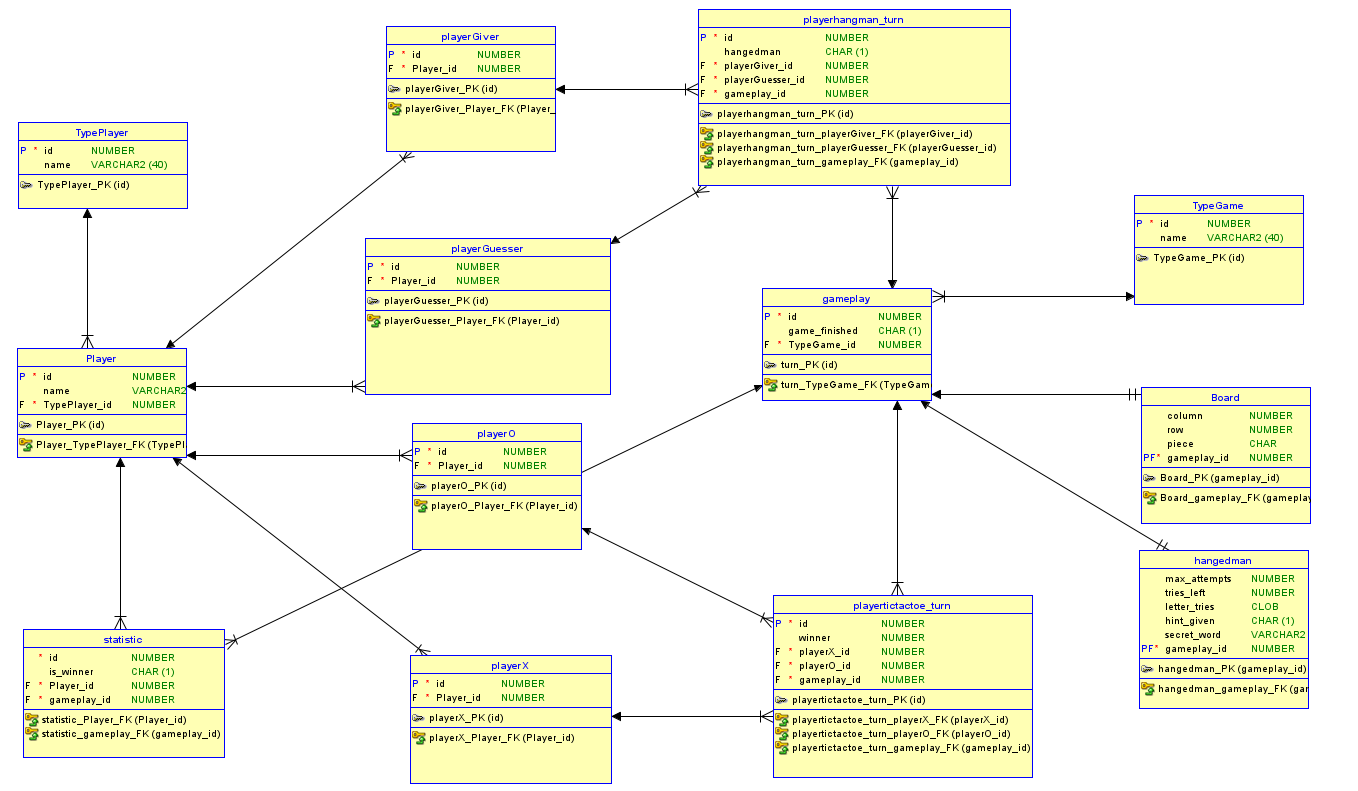 playerGiver
P * id NUMBER
F * Player_id NUMBER
playerGiver_PK (id)
playerGiver_Player_FK (Player_
playerhangman_turn
P * id NUMBER
hangedman CHAR (1)
F * playerGiver_id NUMBER
F * playerGuesser_id NUMBER
F * gameplay_id NUMBER
playerhangman_turn_PK (id)
playerhangman_turn_playerGiver_FK (playerGiver_id)
playerhangman_turn_playerGuesser_FK (playerGuesser_id)
playerhangman_turn_gameplay_FK (gameplay_id)
TypePlayer
P * id NUMBER
name VARCHAR2 (40)
TypePlayer_PK (id)
TypeGame
P * id NUMBER
name VARCHAR2 (40)
TypeGame_PK (id)
playerGuesser
P * id NUMBER
F * Player_id NUMBER
playerGuesser_PK (id)
playerGuesser_Player_FK (Player_id)
gameplay
P * id NUMBER
game_finished CHAR (1)
F * TypeGame_id NUMBER
turn_PK (id)
turn_TypeGame_FK (TypeGam
Player
P * id NUMBER
name VARCHAR2
F * TypePlayer_id NUMBER
Player_PK (id)
Player_TypePlayer_FK (TypePl
Board
column NUMBER
row NUMBER
piece CHAR
PF* gameplay_id NUMBER
Board_PK (gameplay_id)
Board_gameplay_FK (gameplay
playerO
P * id NUMBER
F * Player_id NUMBER
playerO_PK (id)
playerO_Player_FK (Player_id)
hangedman
max_attempts NUMBER
tries_left NUMBER
letter_tries CLOB
hint_given CHAR (1)
secret_word VARCHAR2
PF* gameplay_id NUMBER
hangedman_PK (gameplay_id)
hangedman_gameplay_FK (gar
playertictactoe_turn
P * id NUMBER
winner NUMBER
F * playerX_id NUMBER
F * playerO_id NUMBER
F * gameplay_id NUMBER
playertictactoe_turn_PK (id)
playertictactoe_turn_playerX_FK (playerX_id)
playertictactoe_turn_playerO_FK (playerO_id)
playertictactoe_turn_gameplay_FK (gameplay_id)
statistic
* id NUMBER
is_winner CHAR (1)
F * Player_id NUMBER
F * gameplay_id NUMBER
statistic_Player_FK (Player_id)
statistic_gameplay_FK (gameplay_id)
playerX
P * id NUMBER
F * Player_id NUMBER
playerX_PK (id)
playerX_Player_FK (Player_id)